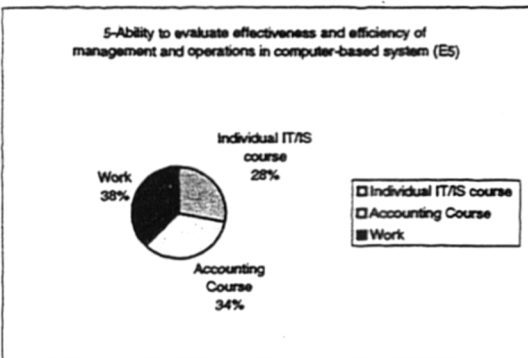 5-Ability to evaluate effectiveness and efficiency of
management and operations in computer-based system (E5)
Individual IT/IS
course
28%
Work
38%
Accounting
Course
34%
Individual IT/IS course
Accounting Course
Work